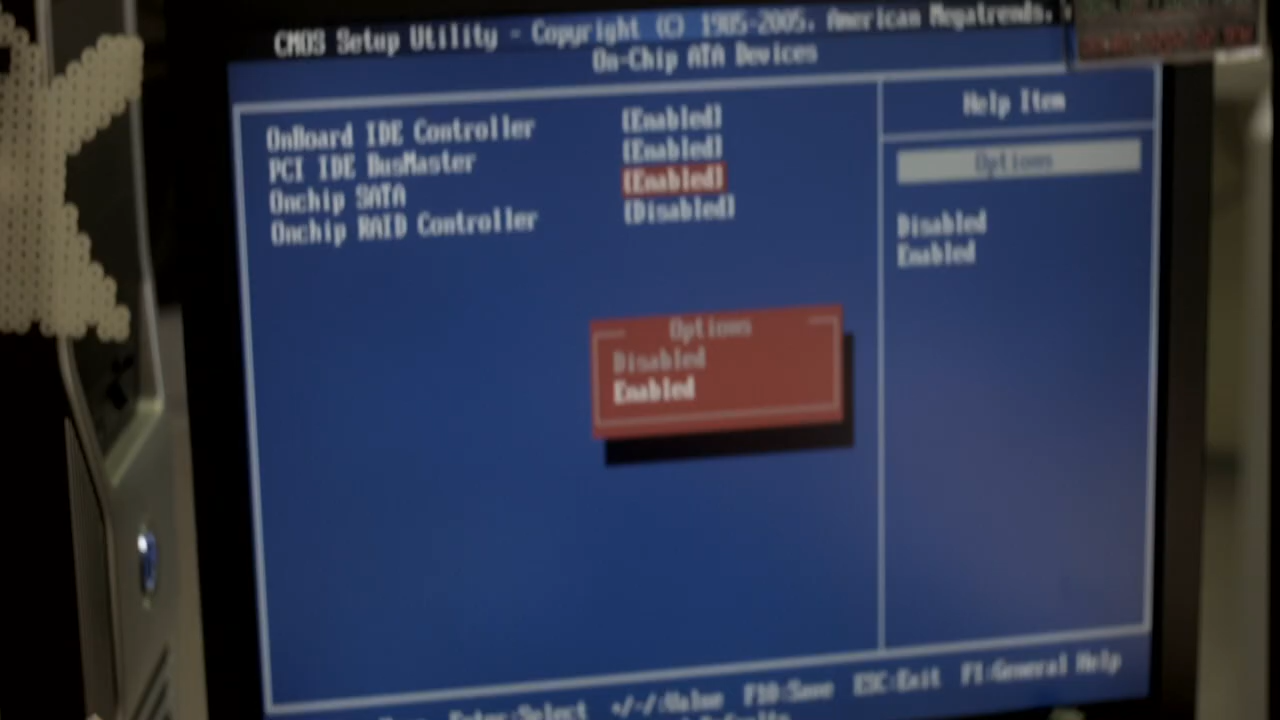 CMOS Setup Utility - Copyright (C) 1985-2005, American Megatrends,
On-Chip ATA Devices
OnBoard IDE Controller [Enabled]
PCI IDE BusMaster [Enabled]
Onchip SATA [Enabled]
Onchip RAID Controller [Disabled]
Help Item
Options
Disabled
Enabled
Options
Disabled
Enabled
Enter:Select +/-/:Value F10:Save ESC:Exit F1:General Help
Defaults